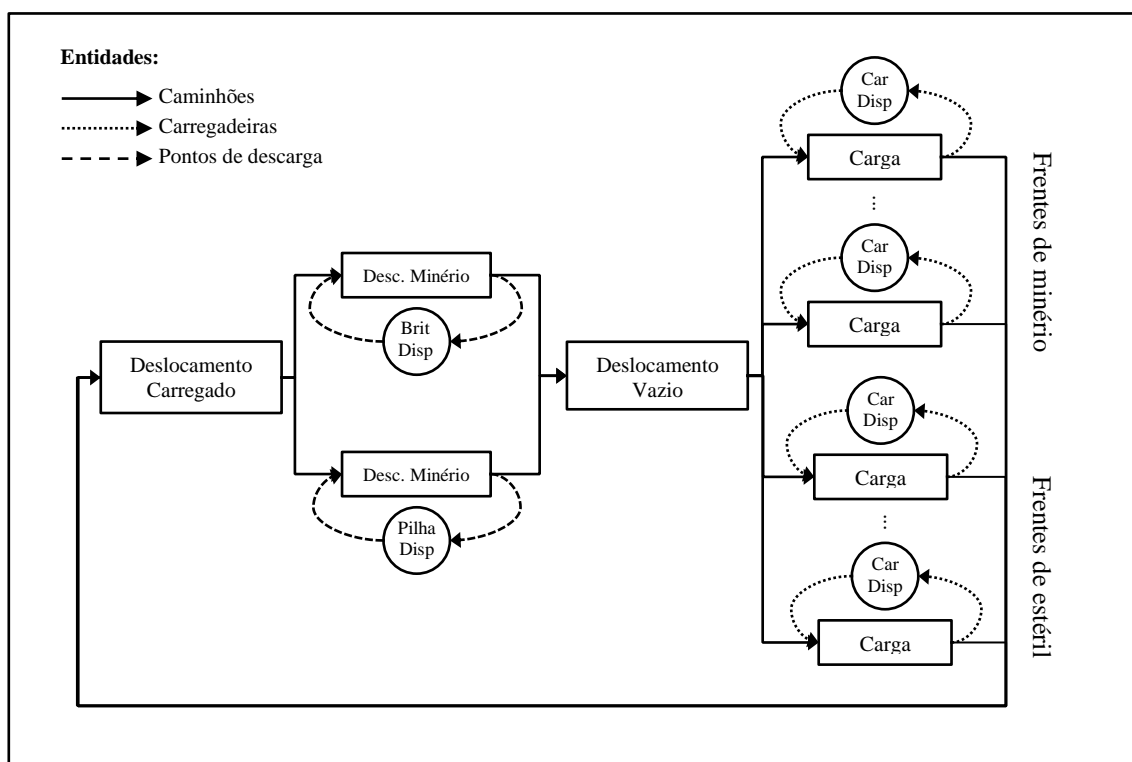 Entidades:
Caminhões
Carregadeiras
Pontos de descarga
Car
Disp
Carga
...
Car
Disp
Carga
Frentes de minério
Desc. Minério
Brit
Disp
Deslocamento
Carregado
Deslocamento
Vazio
Desc. Minério
Pilha
Disp
Car
Disp
Carga
...
Car
Disp
Carga
Frentes de estéril